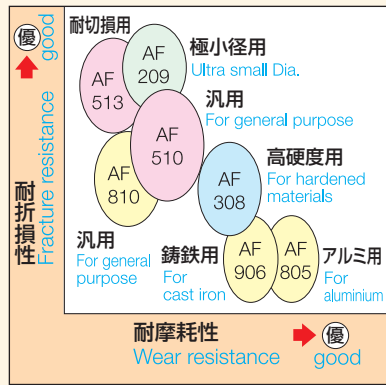 優
good
耐折損性
Fracture resistance
耐切損用
AF
513
AF
209
極小径用
Ultra small Dia.
AF
510
汎用
For general purpose
AF
810
汎用
For general
purpose
AF
308
高硬度用
For hardened
materials
鋳鉄用
For
cast iron
AF
906
AF
805
アルミ用
For
aluminium
耐摩耗性
Wear resistance
優
good